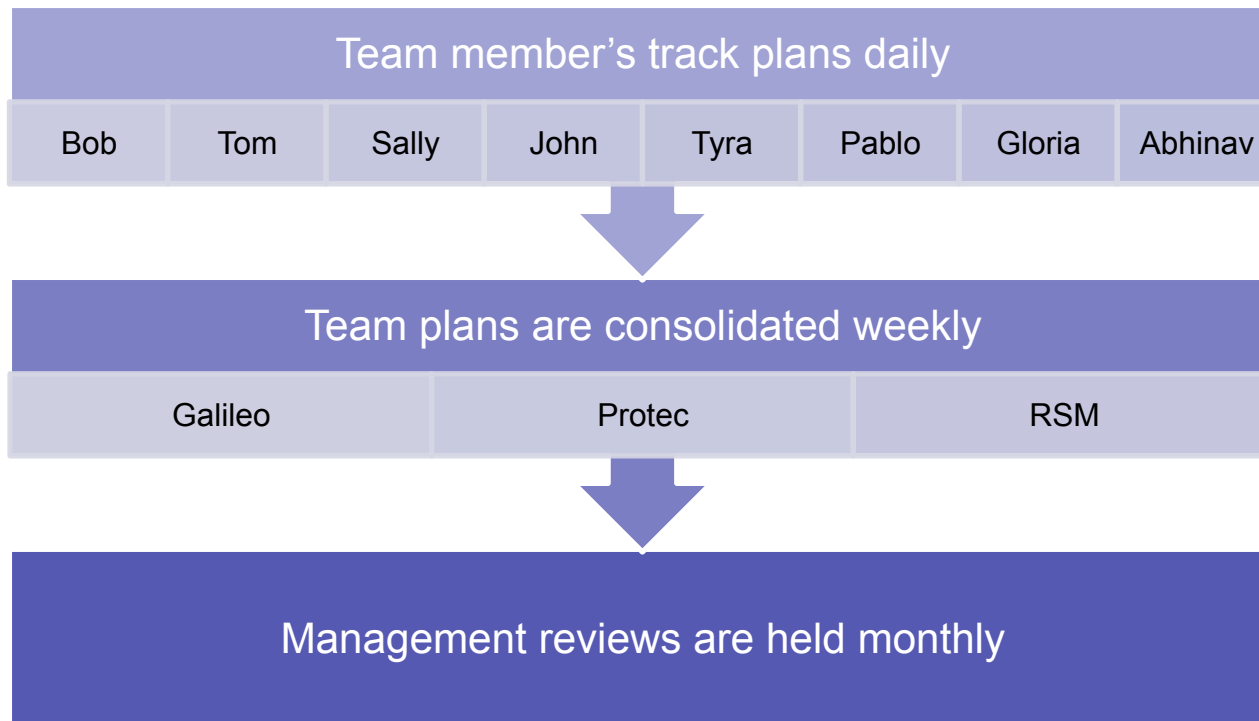 Team member’s track plans daily
Bob Tom Sally John Tyra Pablo Gloria Abhinav
Team plans are consolidated weekly
Galileo Protec RSM
Management reviews are held monthly